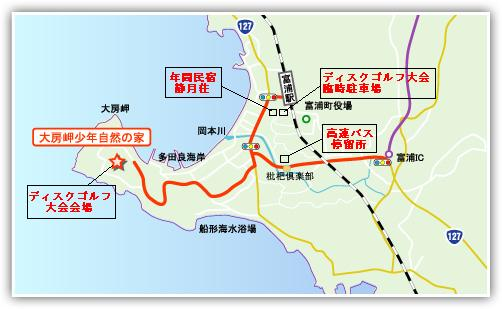 127
年間民宿
静月荘
富浦駅
ディスクゴルフ大会
臨時駐車場
大房岬
富浦町役場
岡本川
高速バス
停留所
大房岬少年自然の家
多田良海岸
富浦IC
枇杷倶楽部
ディスクゴルフ
大会会場
船形海水浴場
127
127